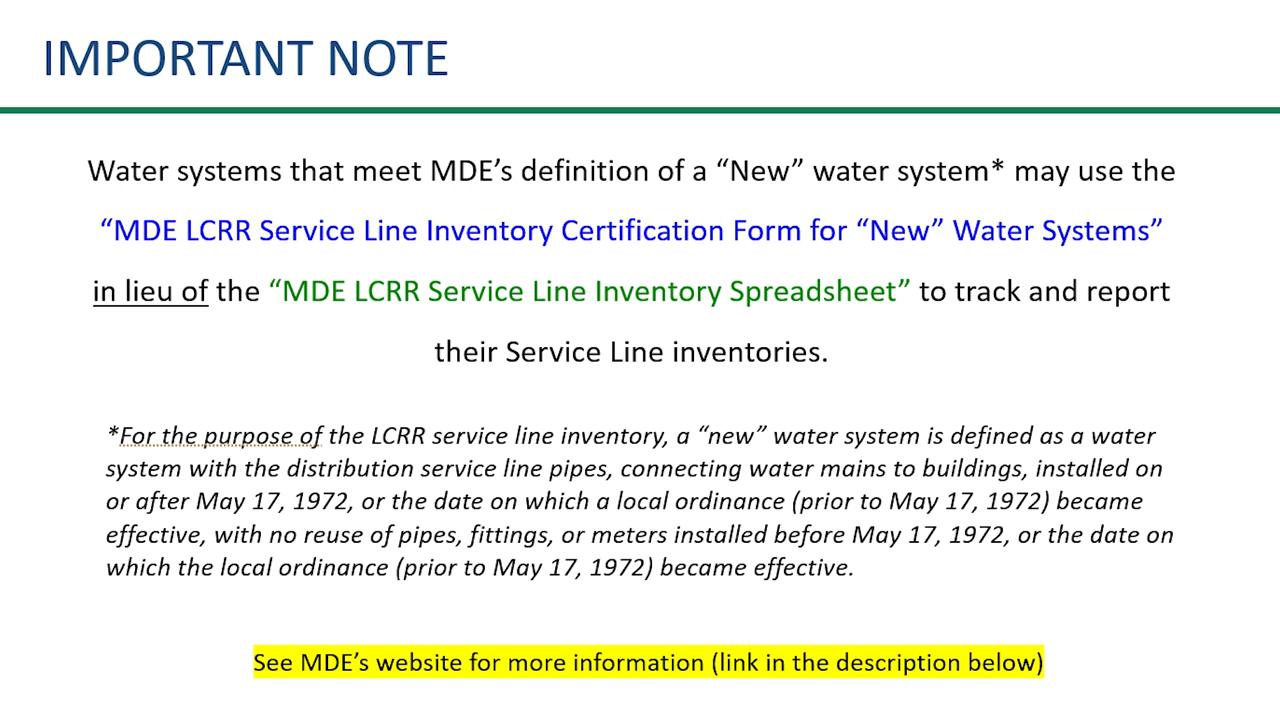 IMPORTANT NOTE
Water systems that meet MDE’s definition of a “New” water system* may use the
“MDE LCRR Service Line Inventory Certification Form for “New” Water Systems”
in lieu of the “MDE LCRR Service Line Inventory Spreadsheet” to track and report
their Service Line inventories.
*For the purpose of the LCRR service line inventory, a “new” water system is defined as a water
system with the distribution service line pipes, connecting water mains to buildings, installed on
or after May 17, 1972, or the date on which a local ordinance (prior to May 17, 1972) became
effective, with no reuse of pipes, fittings, or meters installed before May 17, 1972, or the date on
which the local ordinance (prior to May 17, 1972) became effective.
See MDE’s website for more information (link in the description below)